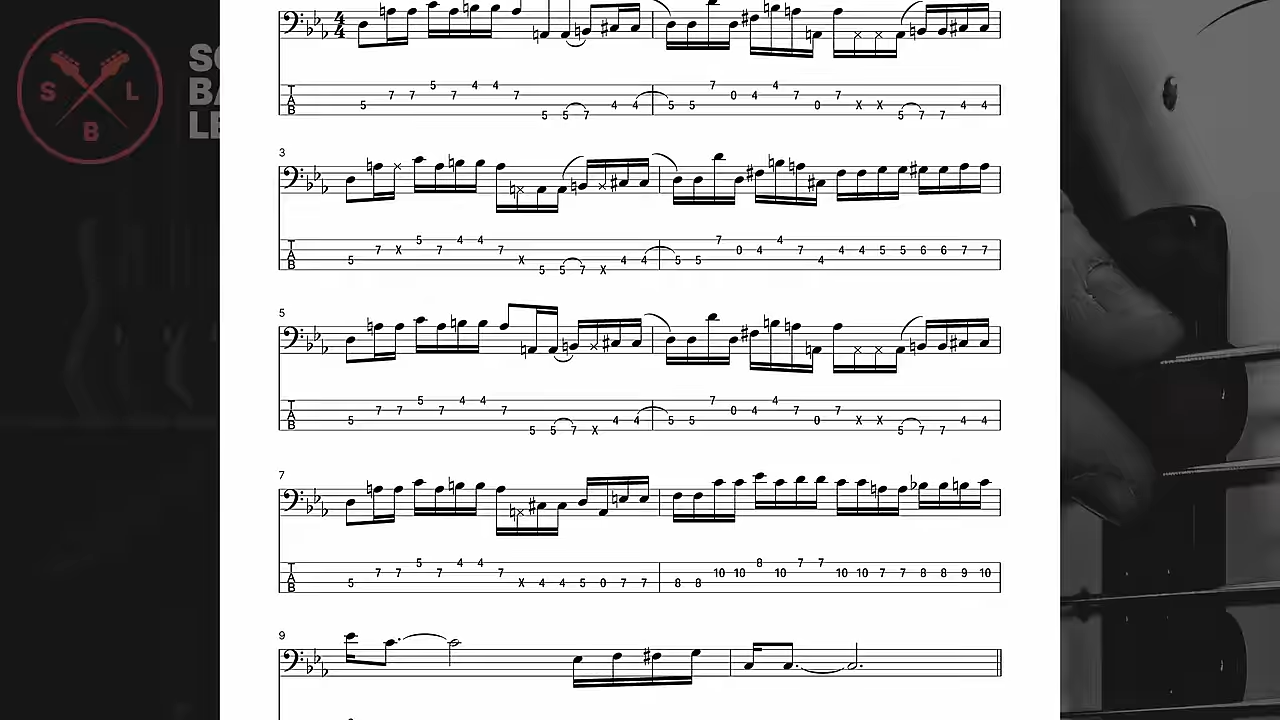 S L
B
BA
LE
4
4
T 5 4 4 7 4
A 7 7 7 7 0 4 7 7
B 5 4 4 5 5 0 X X 4 4
5 5 7 5 7 7
3
T 5 4 4 7 4
A 7 X 7 7 0 4 7 4 4 5 5 6 6 7 7
B 5 X 4 4 5 5 4
5 5 7 X
5
T 5 4 4 7 4
A 7 7 7 7 0 4 7 7
B 5 4 4 5 5 0 X X 4 4
5 5 7 X 5 7 7
7
T 5 4 4 8 7 7
A 7 7 7 7 10 10 10 10 10 7 7 8 8 9 10
B 5 X 4 4 5 0 7 7 8 8
9